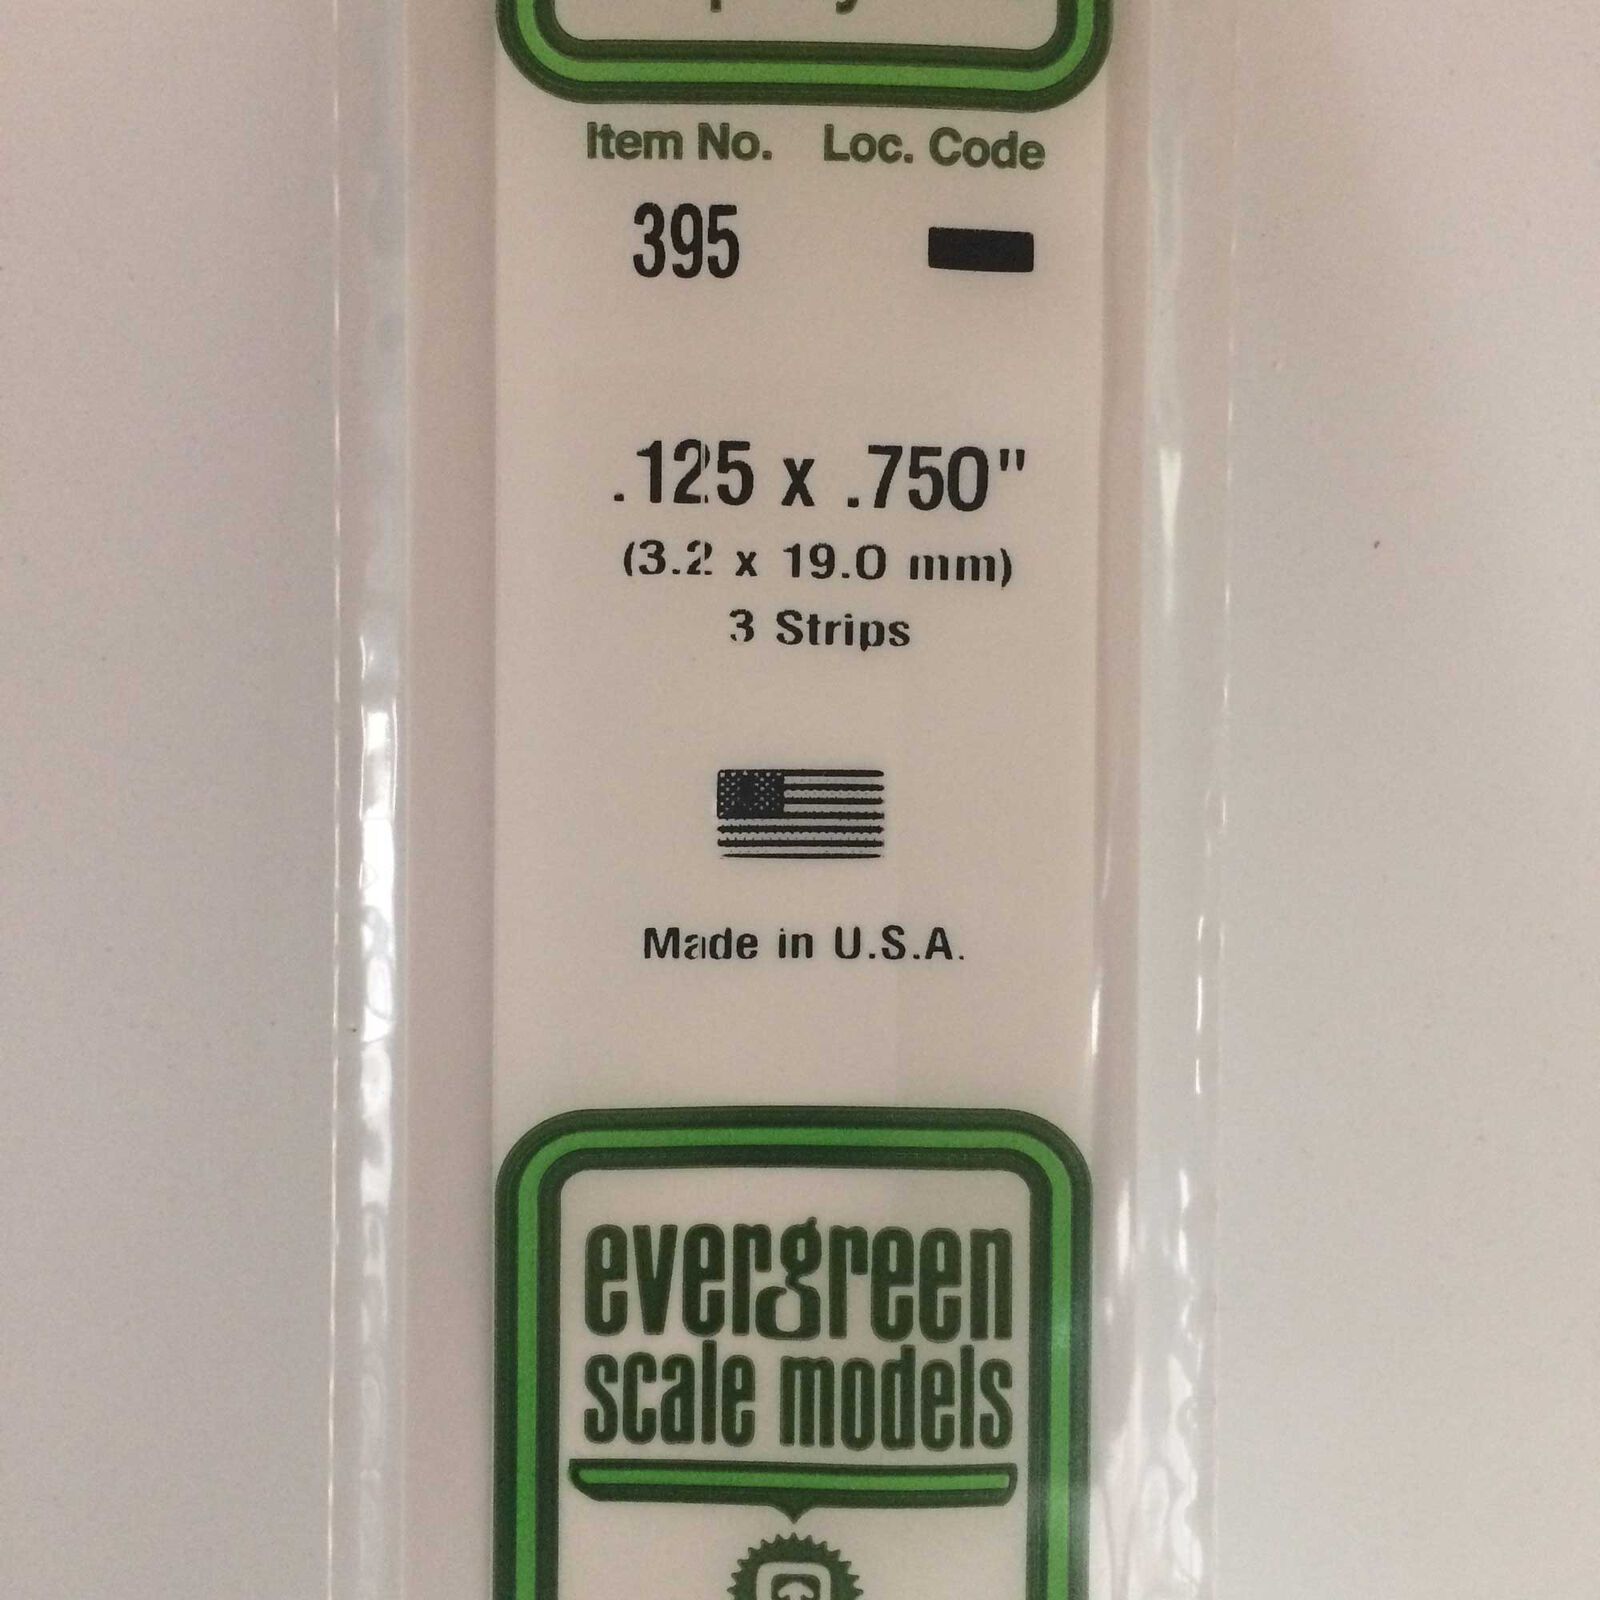 Item No. Loc. Code
395
.125 x .750"
(3.2 x 19.0 mm)
3 Strips
Made in U.S.A.
evergreen
scale models